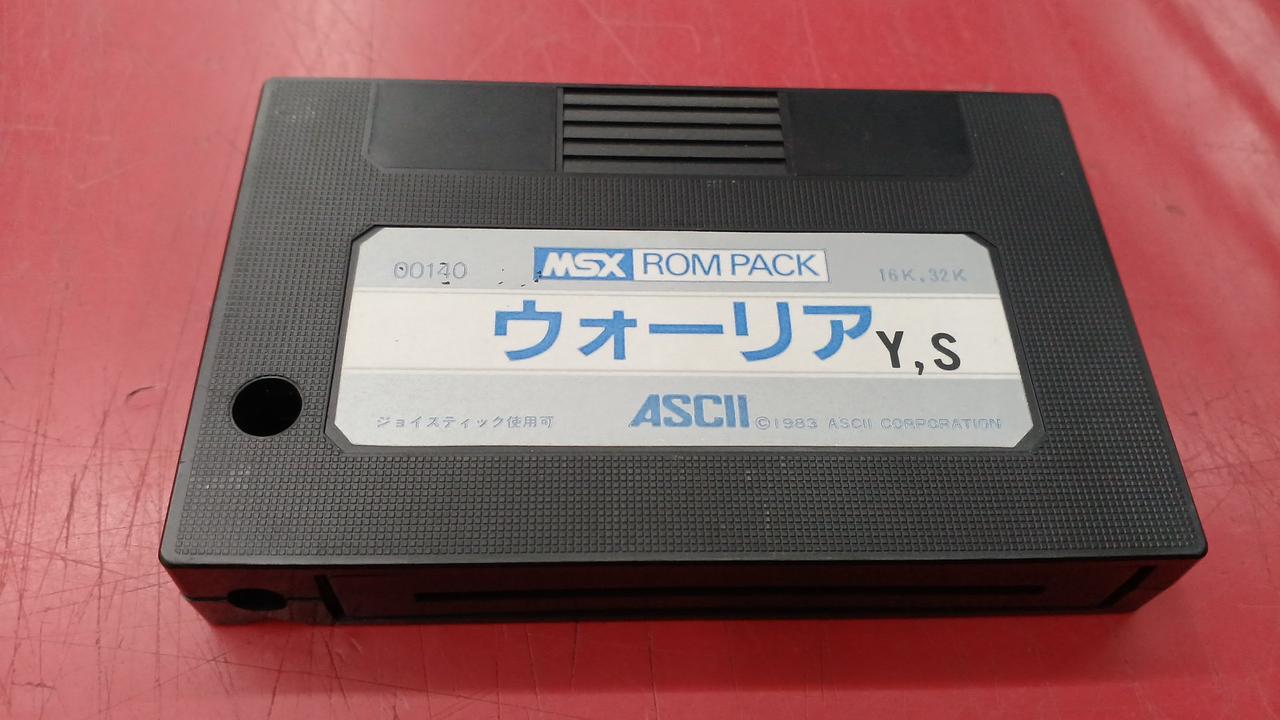 00140 MSX ROM PACK 16K,32K
ウォーリア Y,S
ジョイスティック使用可 ASCII ©1983 ASCII CORPORATION